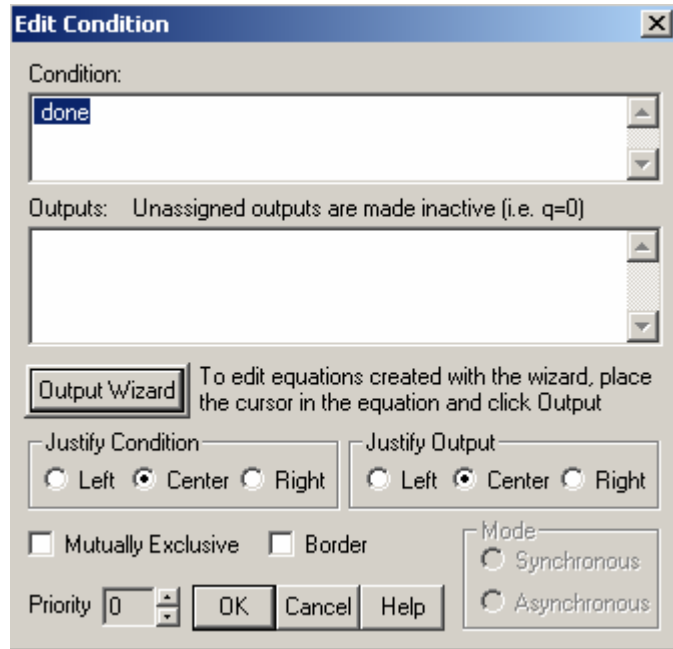 Edit Condition
Condition:
done
Outputs: Unassigned outputs are made inactive (i.e. q=0)
Output Wizard
To edit equations created with the wizard, place
the cursor in the equation and click Output
Justify Condition
Left Center Right
Justify Output
Left Center Right
Mutually Exclusive Border
Mode
Synchronous
Asynchronous
Priority 0 OK Cancel Help